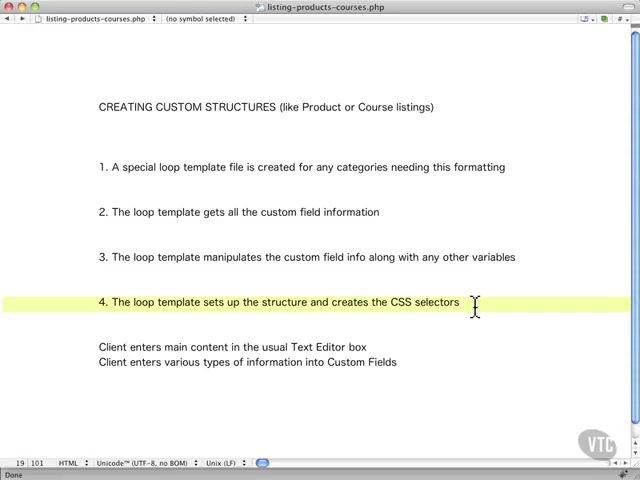 listing-products-courses.php
listing-products-courses.php (no symbol selected) #
CREATING CUSTOM STRUCTURES (like Product or Course listings)
1. A special loop template file is created for any categories needing this formatting
2. The loop template gets all the custom field information
3. The loop template manipulates the custom field info along with any other variables
4. The loop template sets up the structure and creates the CSS selectors
Client enters main content in the usual Text Editor box
Client enters various types of information into Custom Fields
VTC
19 101 HTML Unicode™ (UTF-8, no BOM) Unix (LF)
Done